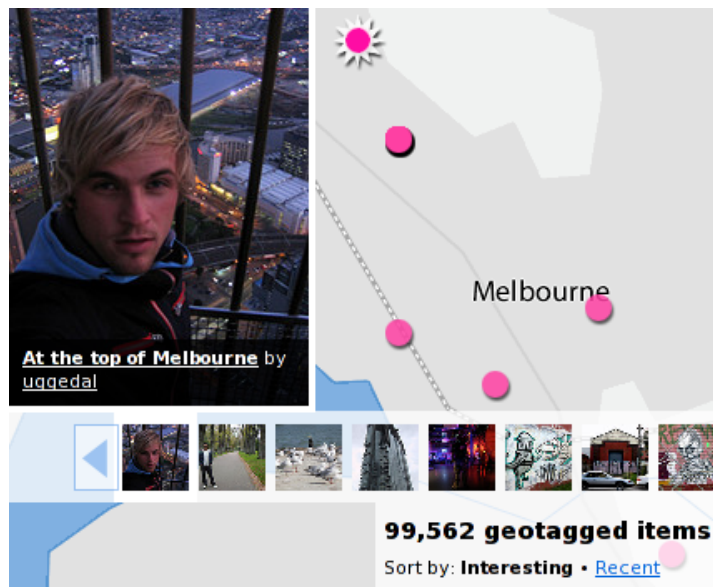 At the top of Melbourne by
uggedal
Melbourne
99,562 geotagged items
Sort by: Interesting • Recent